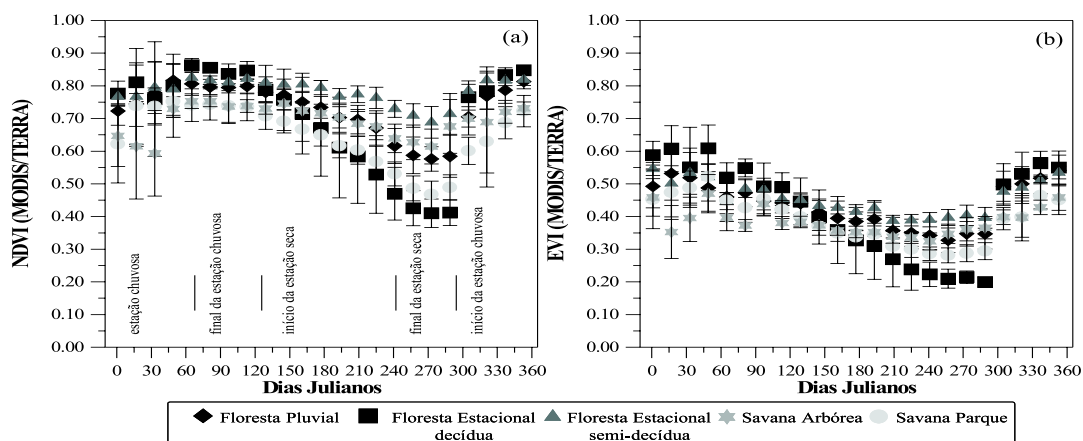 (a)
1.00
0.90
0.80
0.70
0.60
0.50
0.40
0.30
0.20
0.10
0.00
NDVI (MODIS/TERRA)
estação chuvosa
final da estação chuvosa
início da estação seca
final da estação seca
início da estação chuvosa
0 30 60 90 120 150 180 210 240 270 300 330 360
Dias Julianos
(b)
1.00
0.90
0.80
0.70
0.60
0.50
0.40
0.30
0.20
0.10
0.00
EVI (MODIS/TERRA)
0 30 60 90 120 150 180 210 240 270 300 330 360
Dias Julianos
Floresta Pluvial
Floresta Estacional
decídua
Floresta Estacional
semi-decídua
Savana Arbórea
Savana Parque